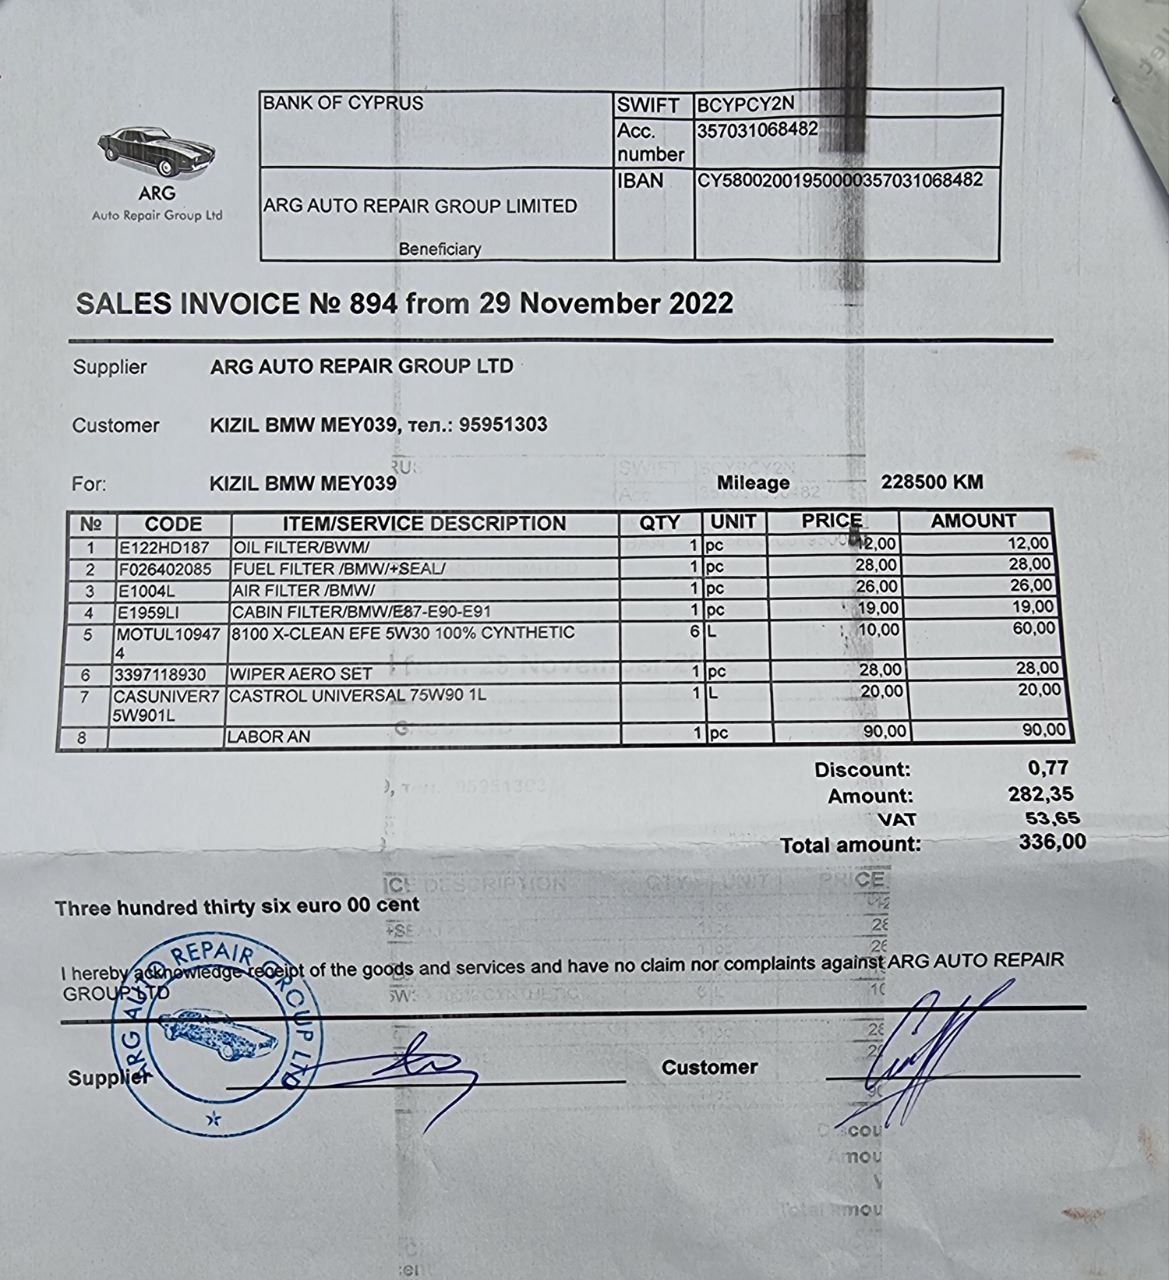 BANK OF CYPRUS
SWIFT BCYPCY2N
Acc. number 357031068482
IBAN CY58002001950000357031068482
ARG AUTO REPAIR GROUP LIMITED
Beneficiary
ARG
Auto Repair Group Ltd
SALES INVOICE № 894 from 29 November 2022
Supplier ARG AUTO REPAIR GROUP LTD
Customer KIZIL BMW MEY039, тел.: 95951303
For: KIZIL BMW MEY039 Mileage 228500 KM
№ CODE ITEM/SERVICE DESCRIPTION QTY UNIT PRICE AMOUNT
1 E122HD187 OIL FILTER/BWM/ 1 pc 12,00 12,00
2 F026402085 FUEL FILTER /BMW/+SEAL/ 1 pc 28,00 28,00
3 E1004L AIR FILTER /BMW/ 1 pc 26,00 26,00
4 E1959LI CABIN FILTER/BMW/E87-E90-E91 1 pc 19,00 19,00
5 MOTUL10947 8100 X-CLEAN EFE 5W30 100% CYNTHETIC 6 L 10,00 60,00
4
6 3397118930 WIPER AERO SET 1 pc 28,00 28,00
7 CASUNIVER7 CASTROL UNIVERSAL 75W90 1L 1 L 20,00 20,00
5W901L
8 LABOR AN 1 pc 90,00 90,00
Discount: 0,77
Amount: 282,35
VAT 53,65
Total amount: 336,00
Three hundred thirty six euro 00 cent
I hereby acknowledge receipt of the goods and services and have no claim nor complaints against ARG AUTO REPAIR
GROUP LTD
Supplier Customer
ARG AUTO REPAIR GROUP LTD